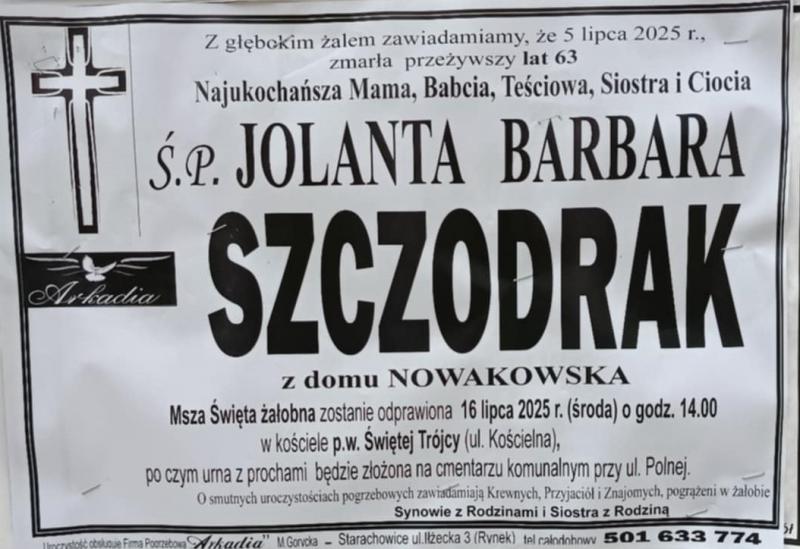 Z głębokim żalem zawiadamiamy, że 5 lipca 2025 r.,
zmarła przeżywszy lat 63
Najukochańsza Mama, Babcia, Teściowa, Siostra i Ciocia
Ś.P. JOLANTA BARBARA
Arkadia
SZCZODRAK
z domu NOWAKOWSKA
Msza Święta żałobna zostanie odprawiona 16 lipca 2025 r. (środa) o godz. 14.00
w kościele p.w. Świętej Trójcy (ul. Kościelna),
po czym urna z prochami będzie złożona na cmentarzu komunalnym przy ul. Polnej.
O smutnych uroczystościach pogrzebowych zawiadamiają Krewnych, Przyjaciół i Znajomych, pogrążeni w żałobie
Synowie z Rodzinami i Siostra z Rodziną
Uroczystość obsługuje Firma Pogrzebowa "Arkadia" M.Gorycka – Starachowice ul.Iłżecka 3 (Rynek) tel.całodobowy 501 633 774